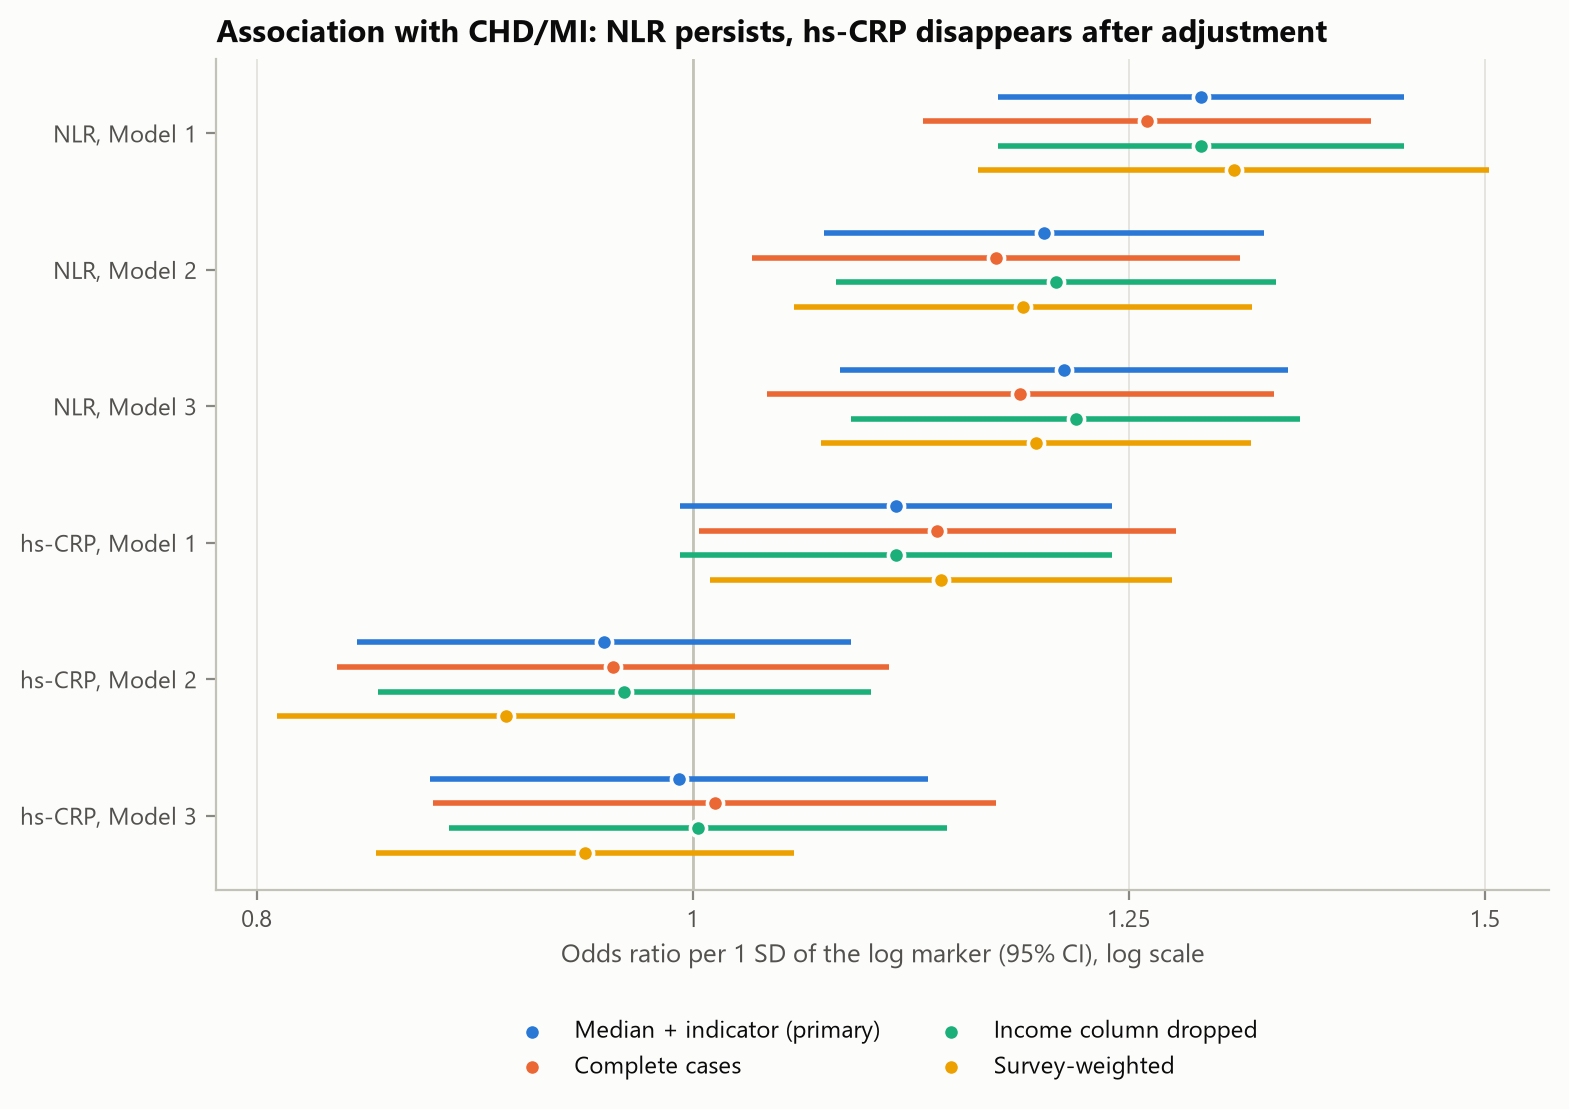 Association with CHD/MI: NLR persists, hs-CRP disappears after adjustment
NLR, Model 1
NLR, Model 2
NLR, Model 3
hs-CRP, Model 1
hs-CRP, Model 2
hs-CRP, Model 3
0.8 1 1.25 1.5
Odds ratio per 1 SD of the log marker (95% CI), log scale
Median + indicator (primary) Income column dropped
Complete cases Survey-weighted